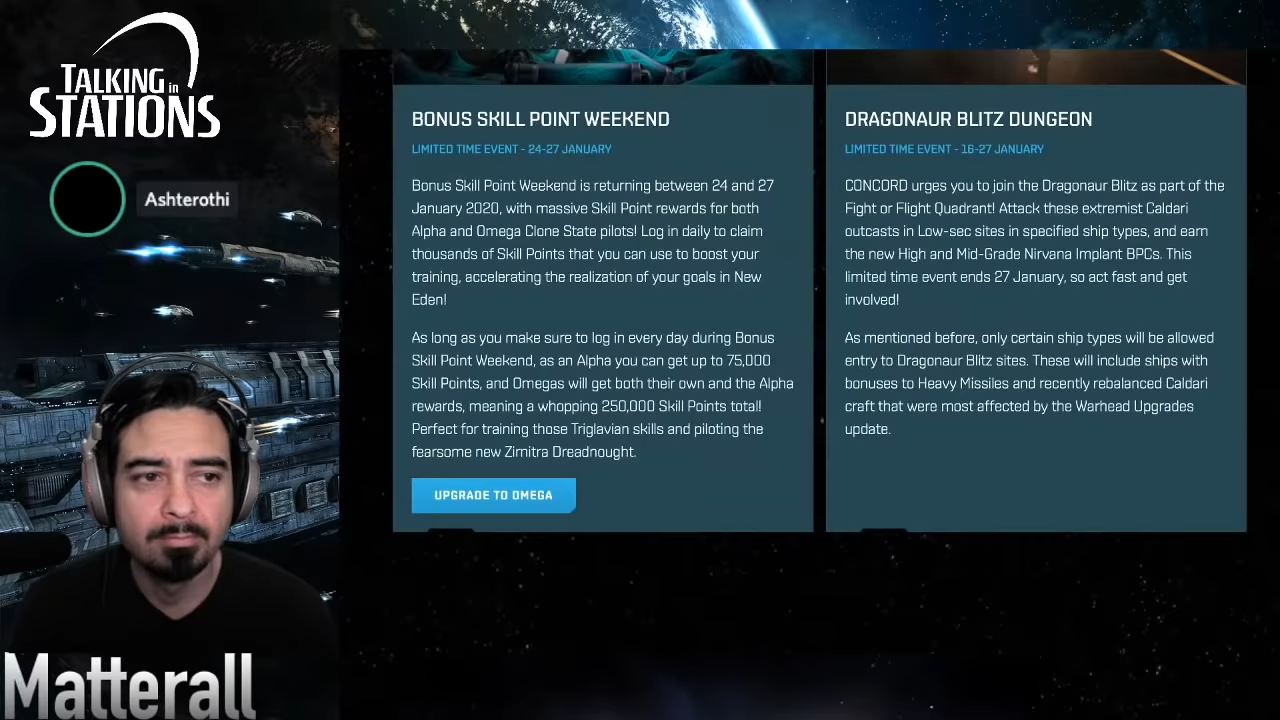 TALKING in
STATIONS
Ashterothi
BONUS SKILL POINT WEEKEND
LIMITED TIME EVENT - 24-27 JANUARY
Bonus Skill Point Weekend is returning between 24 and 27
January 2020, with massive Skill Point rewards for both
Alpha and Omega Clone State pilots! Log in daily to claim
thousands of Skill Points that you can use to boost your
training, accelerating the realization of your goals in New
Eden!
As long as you make sure to log in every day during Bonus
Skill Point Weekend, as an Alpha you can get up to 75,000
Skill Points, and Omegas will get both their own and the Alpha
rewards, meaning a whopping 250,000 Skill Points total!
Perfect for training those Triglavian skills and piloting the
fearsome new Zirnitra Dreadnought.
UPGRADE TO OMEGA
DRAGONAUR BLITZ DUNGEON
LIMITED TIME EVENT - 16-27 JANUARY
CONCORD urges you to join the Dragonaur Blitz as part of the
Fight or Flight Quadrant! Attack these extremist Caldari
outcasts in Low-sec sites in specified ship types, and earn
the new High and Mid-Grade Nirvana Implant BPCs. This
limited time event ends 27 January, so act fast and get
involved!
As mentioned before, only certain ship types will be allowed
entry to Dragonaur Blitz sites. These will include ships with
bonuses to Heavy Missiles and recently rebalanced Caldari
craft that were most affected by the Warhead Upgrades
update.
Matterall